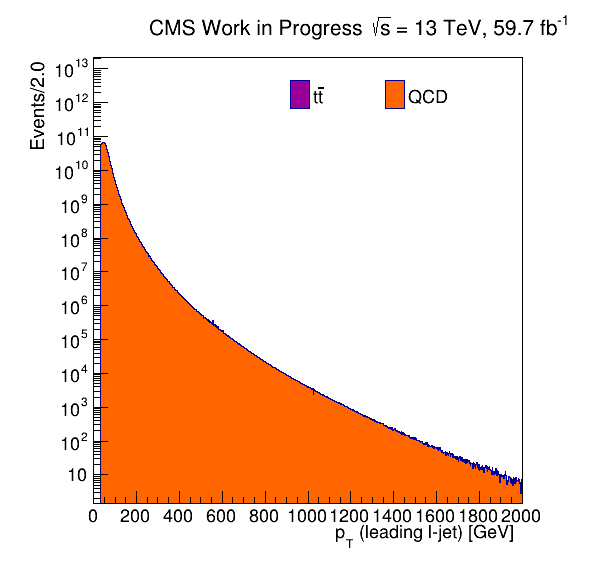 CMS Work in Progress √s = 13 TeV, 59.7 fb⁻¹
Events/2.0
tt̄
QCD
10¹³
10¹²
10¹¹
10¹⁰
10⁹
10⁸
10⁷
10⁶
10⁵
10⁴
10³
10²
10
0 200 400 600 800 1000 1200 1400 1600 1800 2000
p_T (leading l-jet) [GeV]